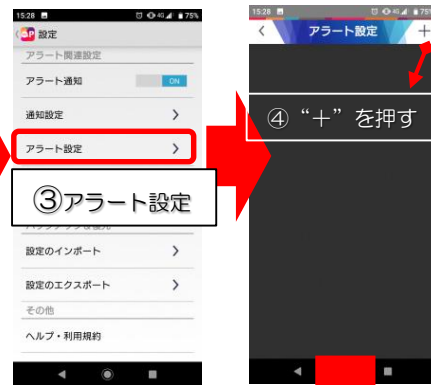 15:28 4G 75%
設定
アラート関連設定
アラート通知 ON
通知設定
アラート設定
③アラート設定
設定のインポート
設定のエクスポート
その他
ヘルプ・利用規約
15:28 4G 75%
アラート設定 +
④“+”を押す